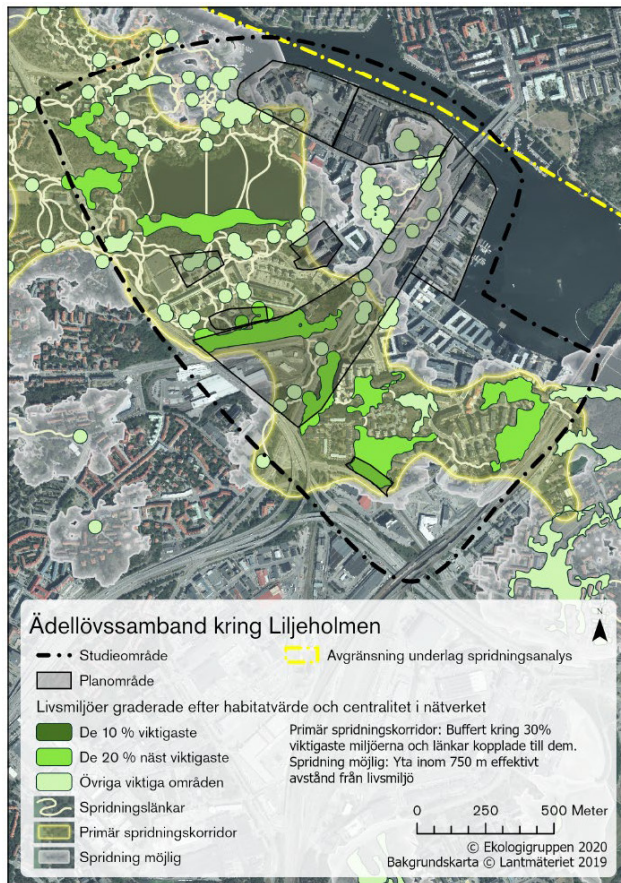 Ädellövssamband kring Liljeholmen
Studieområde
Avgränsning underlag spridningsanalys
Planområde
Livsmiljöer graderade efter habitatvärde och centralitet i nätverket
De 10 % viktigaste
De 20 % näst viktigaste
Övriga viktiga områden
Spridningslänkar
Primär spridningskorridor
Spridning möjlig
Primär spridningskorridor: Buffert kring 30%
viktigaste miljöerna och länkar kopplade till dem.
Spridning möjlig: Yta inom 750 m effektivt
avstånd från livsmiljö
N
0 250 500 Meter
© Ekologigruppen 2020
Bakgrundskarta © Lantmäteriet 2019